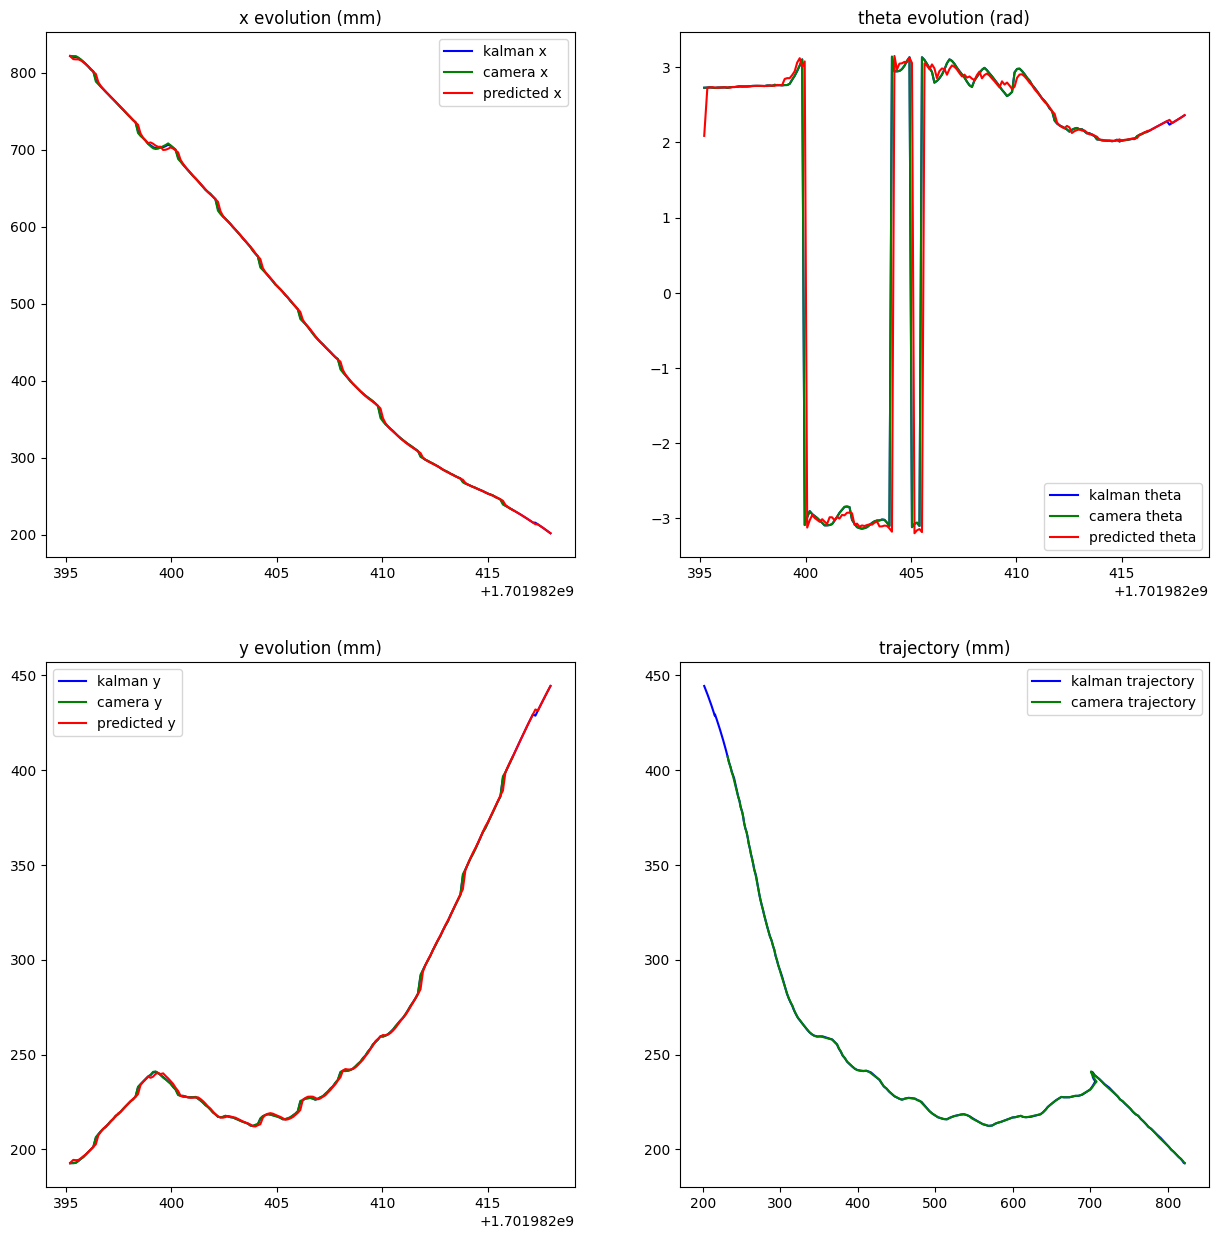 x evolution (mm)
kalman x
camera x
predicted x
800
700
600
500
400
300
200
395
400
405
410
415
+1.701982e9
theta evolution (rad)
3
2
1
0
−1
−2
−3
kalman theta
camera theta
predicted theta
395
400
405
410
415
+1.701982e9
y evolution (mm)
kalman y
camera y
predicted y
450
400
350
300
250
200
395
400
405
410
415
+1.701982e9
trajectory (mm)
kalman trajectory
camera trajectory
450
400
350
300
250
200
200
300
400
500
600
700
800